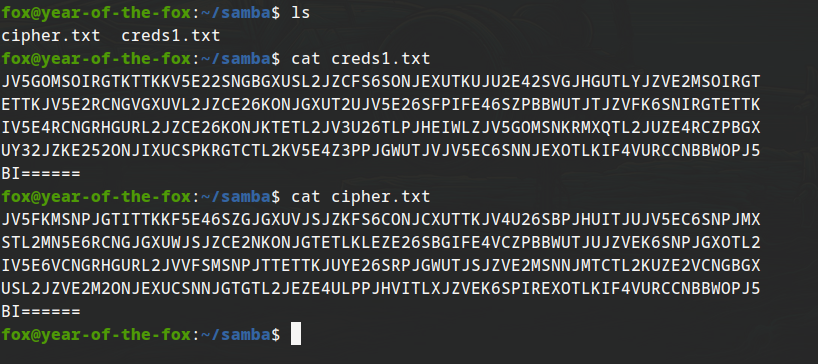 fox@year-of-the-fox:~/samba$ ls
cipher.txt  creds1.txt
fox@year-of-the-fox:~/samba$ cat creds1.txt
JV5GOMSOIRGTKTTKKV5E22SNGBGXUSL2JZCFS6SONJEXUTKUJU2E42SVGJHGUTLYJZVE2MSOIRGT
ETTKJV5E2RCNGVGXUVL2JZCE26KONJGXUT2UJV5E26SFPIFE46SZPBBWUTJTJZVFK6SNIRGTETTK
IV5E4RCNGRHGURL2JZCE26KONJKTETL2JV3U26TLPJHEIWLZJV5GOMSNKRMXQTL2JUZE4RCZPBGX
UY32JZKE252ONJIXUCSPKRGTCTL2KV5E4Z3PPJGWUTJVJV5EC6SNNJEXOTLKIF4VURCCNBBWOPJ5
BI======
fox@year-of-the-fox:~/samba$ cat cipher.txt
JV5FKMSNPJGTITTKKF5E46SZGJGXUVJSJZKFS6CONJCXUTTKJV4U26SBPJHUITJUJV5EC6SNPJMX
STL2MN5E6RCNGJGXUWJSJZCE2NKONJGTETLKLEZE26SBGIFE4VCZPBBWUTJUJZVEK6SNPJGXOTL2
IV5E6VCNGRHGURL2JVVFSMSNPJTTETTKJUYE26SRPJGWUTJSJZVE2MSNNJMTCTL2KUZE2VCNGBGX
USL2JZVE2M2ONJEXUCSNNJGTGTL2JEZE4ULPPJHVITLXJZVEK6SPIREXOTLKIF4VURCCNBBWOPJ5
BI======
fox@year-of-the-fox:~/samba$